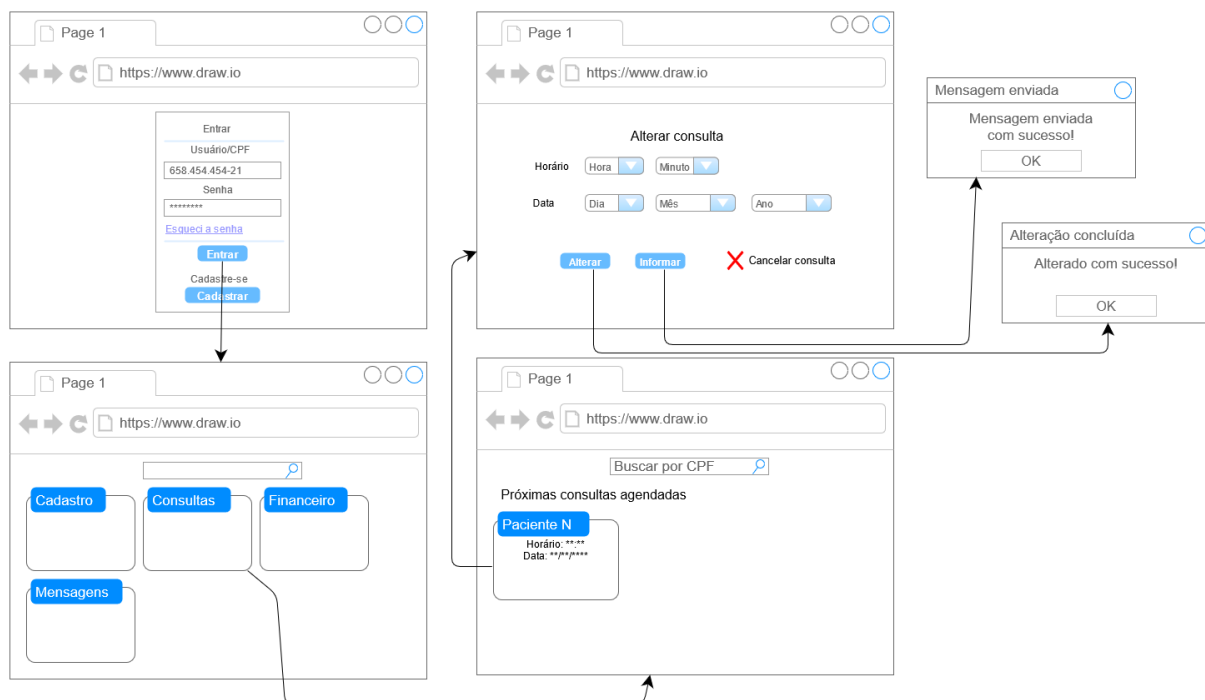 Page 1
https://www.draw.io
Entrar
Usuário/CPF
658.454.454-21
Senha
********
Esqueci a senha
Entrar
Cadastre-se
Cadastrar
Page 1
https://www.draw.io
Alterar consulta
Horário Hora Minuto
Data Dia Mês Ano
Alterar Informar Cancelar consulta
Mensagem enviada
Mensagem enviada
com sucesso!
OK
Alteração concluída
Alterado com sucesso!
OK
Page 1
https://www.draw.io
Cadastro Consultas Financeiro
Mensagens
Page 1
https://www.draw.io
Buscar por CPF
Próximas consultas agendadas
Paciente N
Horário: **:**
Data: **/**/****